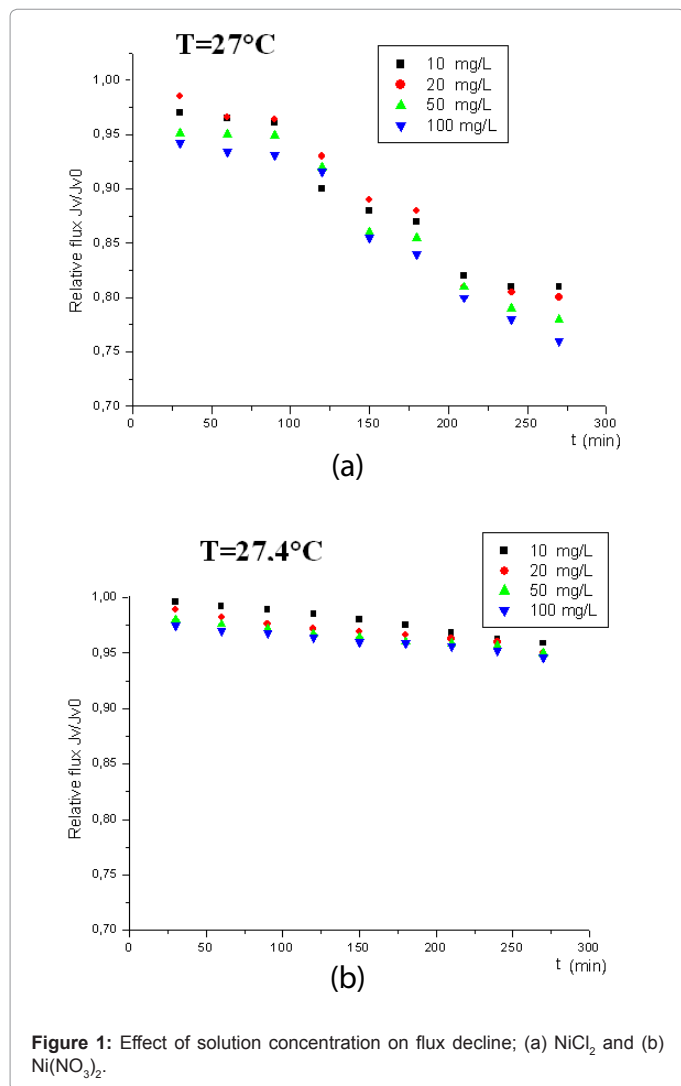 T=27°C
10 mg/L
20 mg/L
50 mg/L
100 mg/L
1,00
0,95
0,90
0,85
0,80
0,75
0,70
Relative flux Jv/Jv0
0 50 100 150 200 250 300
t (min)
(a)
T=27,4°C
10 mg/L
20 mg/L
50 mg/L
100 mg/L
1,00
0,95
0,90
0,85
0,80
0,75
0,70
Relative flux Jv/Jv0
0 50 100 150 200 250 300
t (min)
(b)
Figure 1: Effect of solution concentration on flux decline; (a) NiCl₂ and (b)
Ni(NO₃)₂.